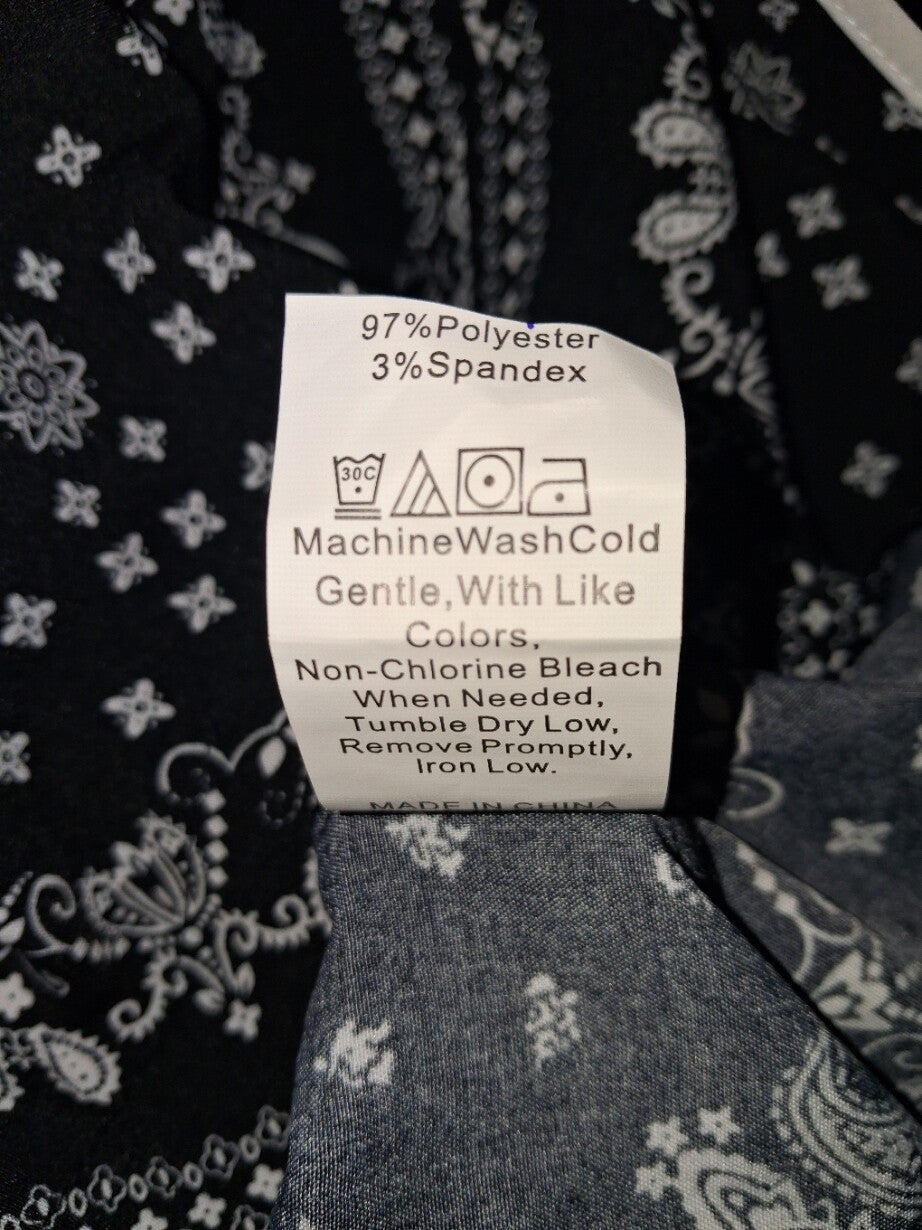 97%Polyester
3%Spandex
30C
MachineWashCold
Gentle,With Like
Colors,
Non-Chlorine Bleach
When Needed,
Tumble Dry Low,
Remove Promptly,
Iron Low.
MADE IN CHINA